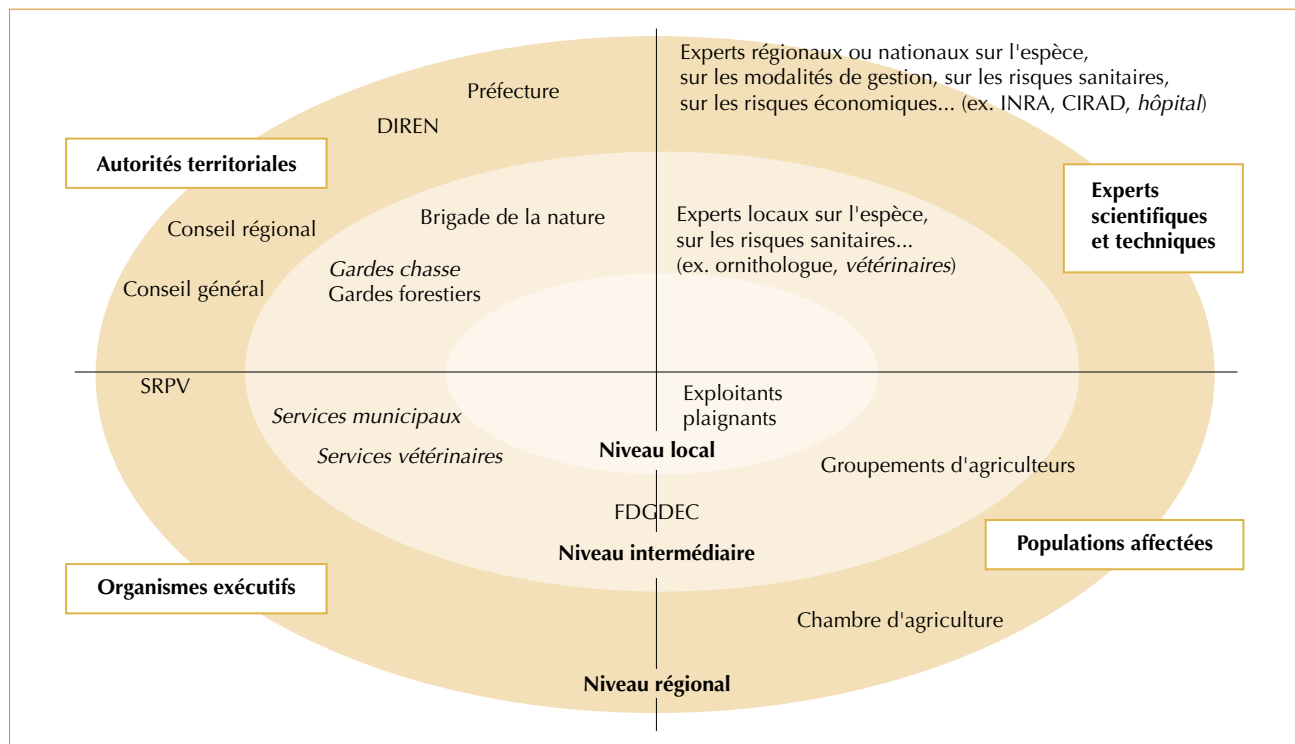 Experts régionaux ou nationaux sur l'espèce,
sur les modalités de gestion, sur les risques sanitaires,
sur les risques économiques... (ex. INRA, CIRAD, hôpital)
Préfecture
DIREN
Autorités territoriales
Experts
scientifiques
et techniques
Conseil régional
Brigade de la nature
Experts locaux sur l'espèce,
sur les risques sanitaires...
(ex. ornithologue, vétérinaires)
Gardes chasse
Gardes forestiers
Conseil général
SRPV
Exploitants
plaignants
Services municipaux
Services vétérinaires
Niveau local
Groupements d'agriculteurs
FDGDEC
Niveau intermédiaire
Populations affectées
Organismes exécutifs
Chambre d'agriculture
Niveau régional